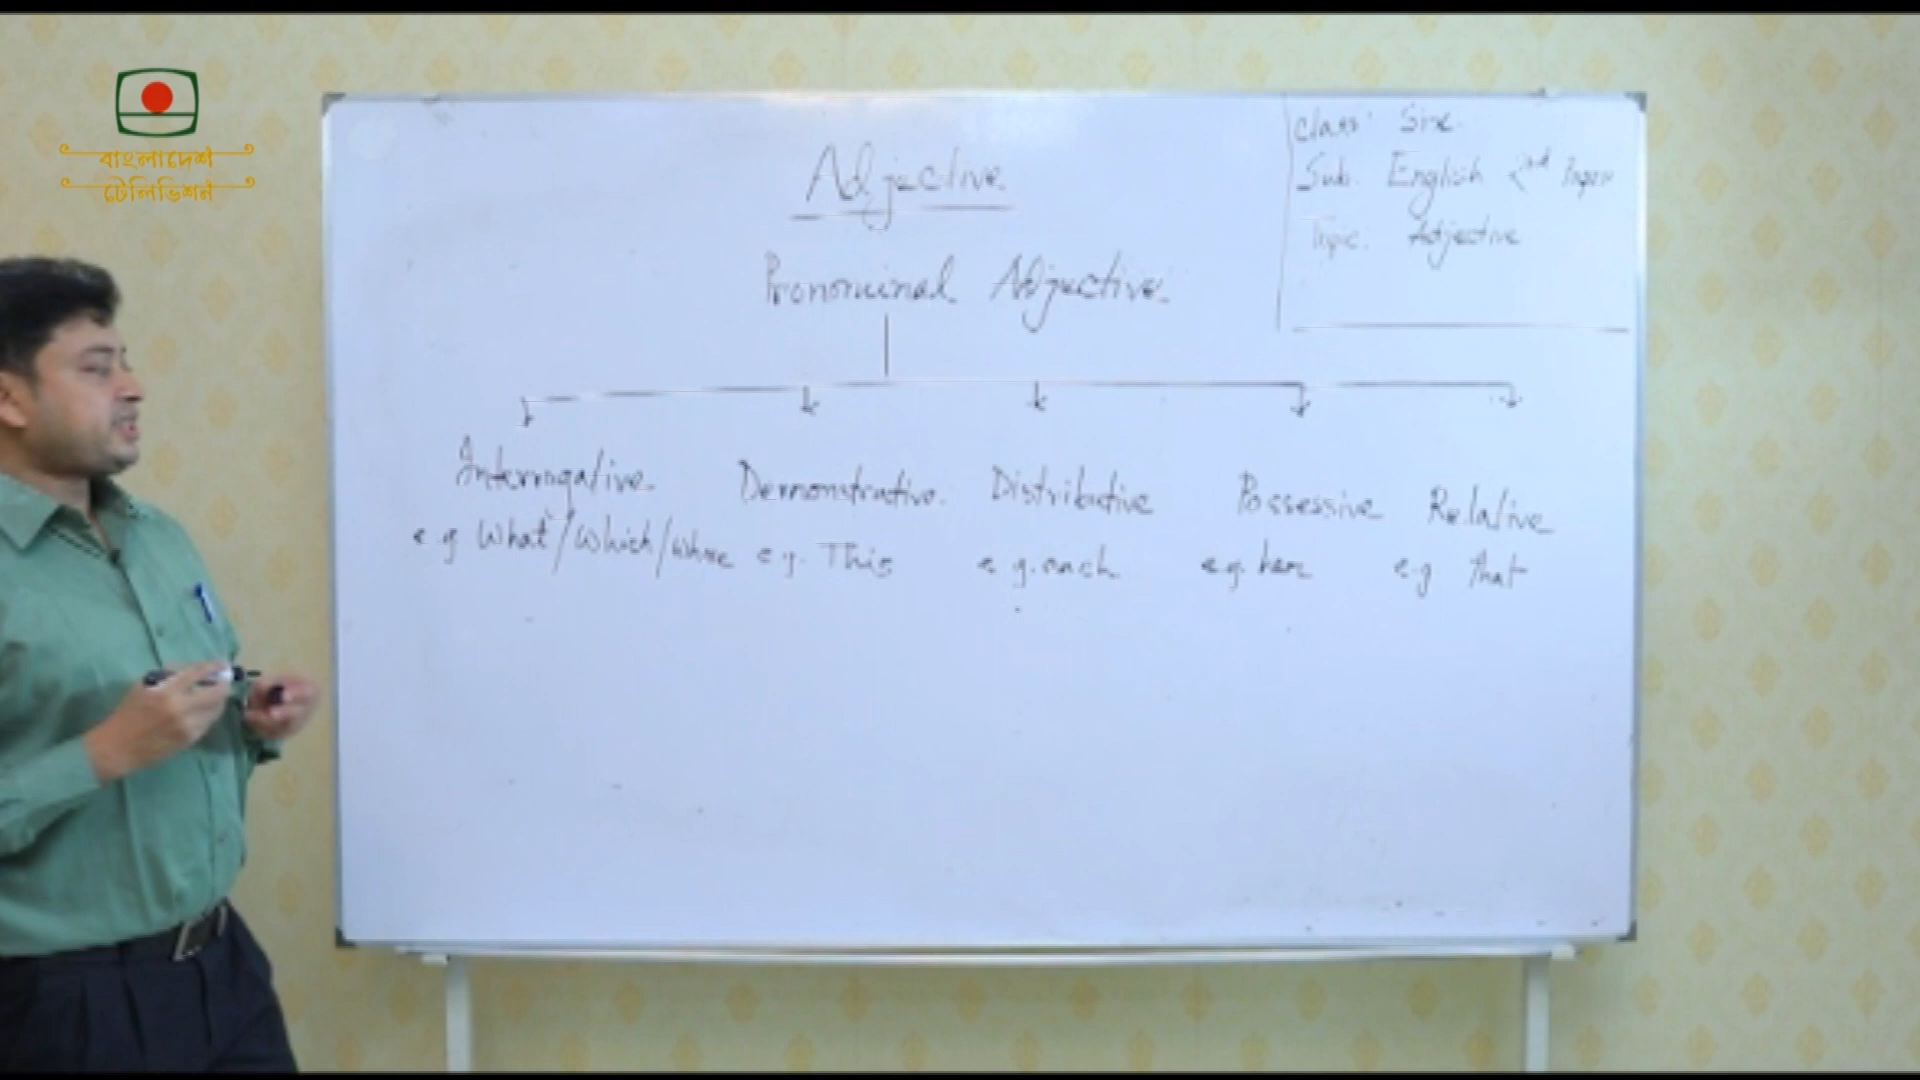 বাংলাদেশ
টেলিভিশন
Class: Six.
Sub. English 2nd Paper
Topic. Adjective
Adjective
Pronominal Adjective.
Interrogative. Demonstrative. Distributive Possessive Relative
e.g What/Which/Whose e.g. This e.g. each e.g. her e.g that